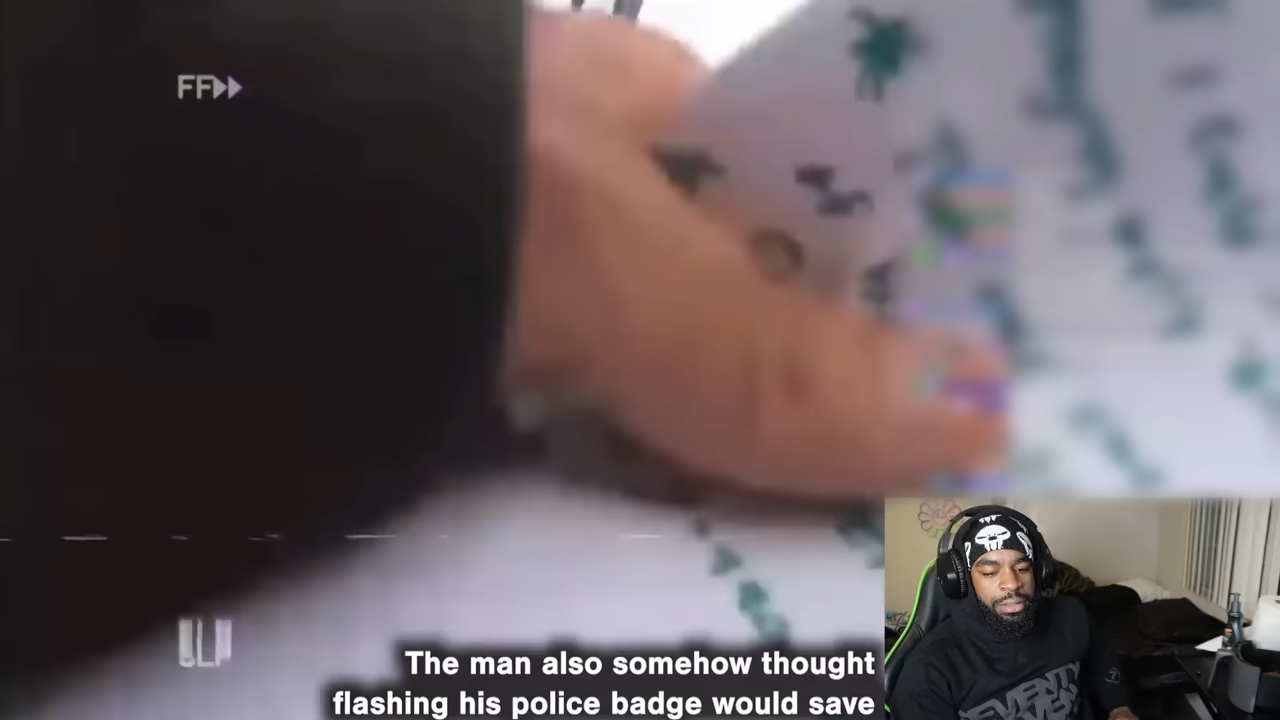 FF
The man also somehow thought
flashing his police badge would save